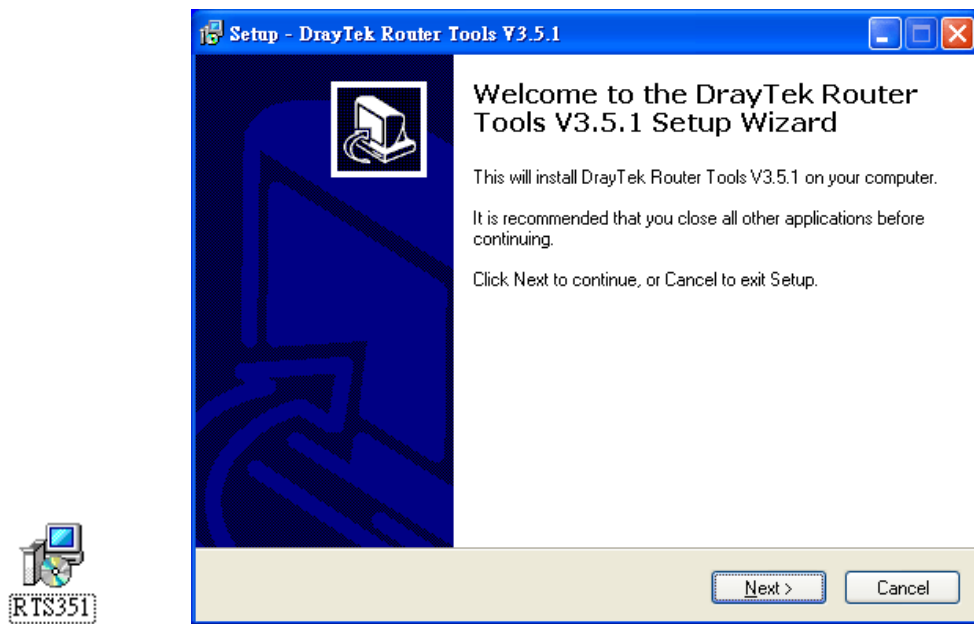 Setup - DrayTek Router Tools V3.5.1
Welcome to the DrayTek Router
Tools V3.5.1 Setup Wizard
This will install DrayTek Router Tools V3.5.1 on your computer.
It is recommended that you close all other applications before
continuing.
Click Next to continue, or Cancel to exit Setup.
RTS351
Next >
Cancel